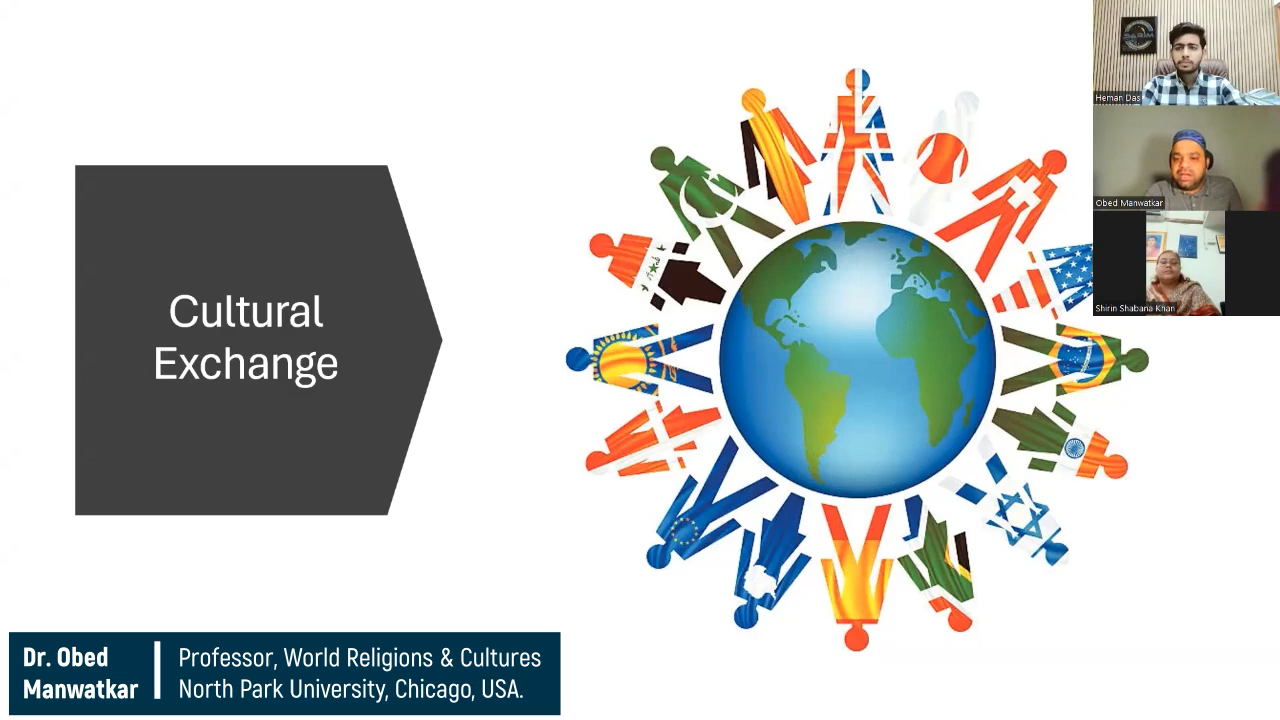 Cultural
Exchange
Dr. Obed
Manwatkar
Professor, World Religions & Cultures
North Park University, Chicago, USA.
Heman Das
Obed Manwatkar
Shirin Shabana Khan